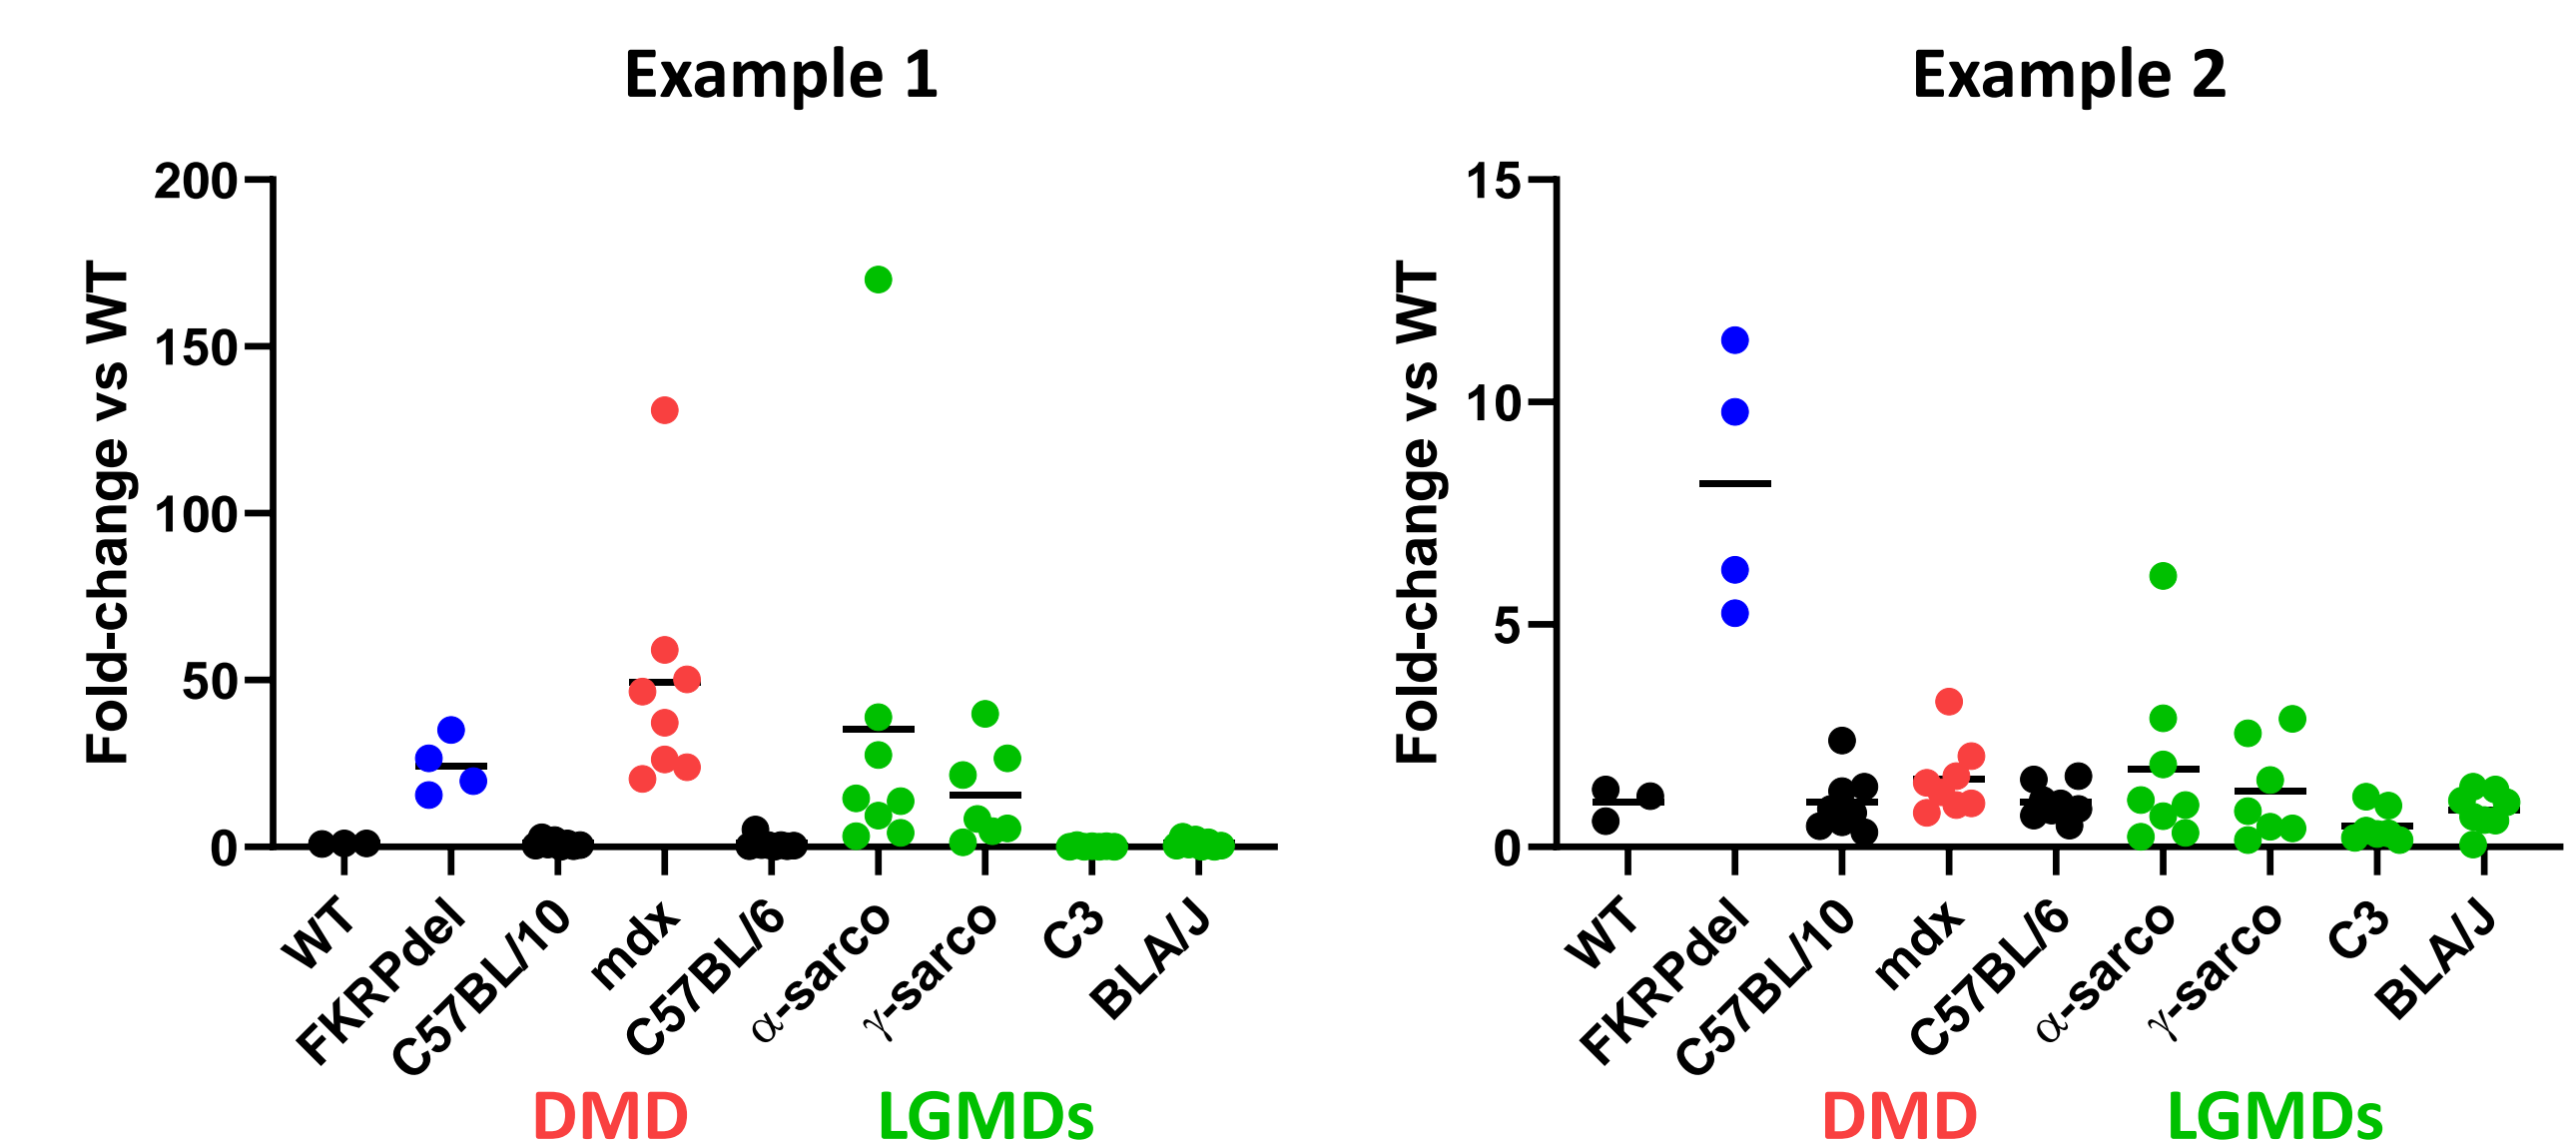 Example 1
Fold-change vs WT
200
150
100
50
0
WT
FKRPdel
C57BL/10
mdx
C57BL/6
α-sarco
γ-sarco
C3
BLA/J
DMD
LGMDs
Example 2
Fold-change vs WT
15
10
5
0
WT
FKRPdel
C57BL/10
mdx
C57BL/6
α-sarco
γ-sarco
C3
BLA/J
DMD
LGMDs